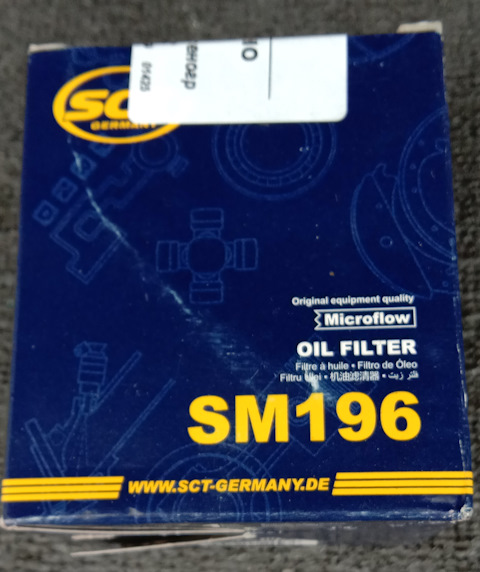 SCT
GERMANY
01425
Original equipment quality
Microflow
OIL FILTER
Filtre à huile • Filtro de Óleo
Filtru • 机油滤清器 • فلتر زيت
SM196
WWW.SCT-GERMANY.DE